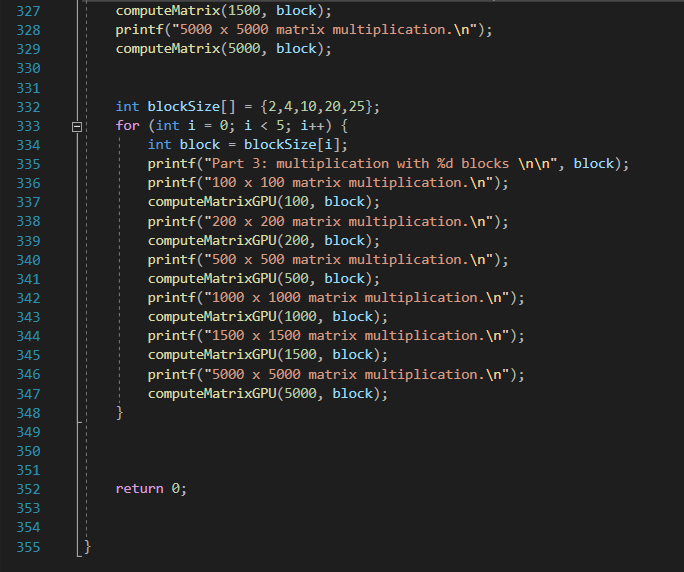 327 computeMatrix(1500, block);
328 printf("5000 x 5000 matrix multiplication.\n");
329 computeMatrix(5000, block);
330
331
332 int blockSize[] = {2,4,10,20,25};
333 for (int i = 0; i < 5; i++) {
334 int block = blockSize[i];
335 printf("Part 3: multiplication with %d blocks \n\n", block);
336 printf("100 x 100 matrix multiplication.\n");
337 computeMatrixGPU(100, block);
338 printf("200 x 200 matrix multiplication.\n");
339 computeMatrixGPU(200, block);
340 printf("500 x 500 matrix multiplication.\n");
341 computeMatrixGPU(500, block);
342 printf("1000 x 1000 matrix multiplication.\n");
343 computeMatrixGPU(1000, block);
344 printf("1500 x 1500 matrix multiplication.\n");
345 computeMatrixGPU(1500, block);
346 printf("5000 x 5000 matrix multiplication.\n");
347 computeMatrixGPU(5000, block);
348 }
349
350
351
352 return 0;
353
354
355 }